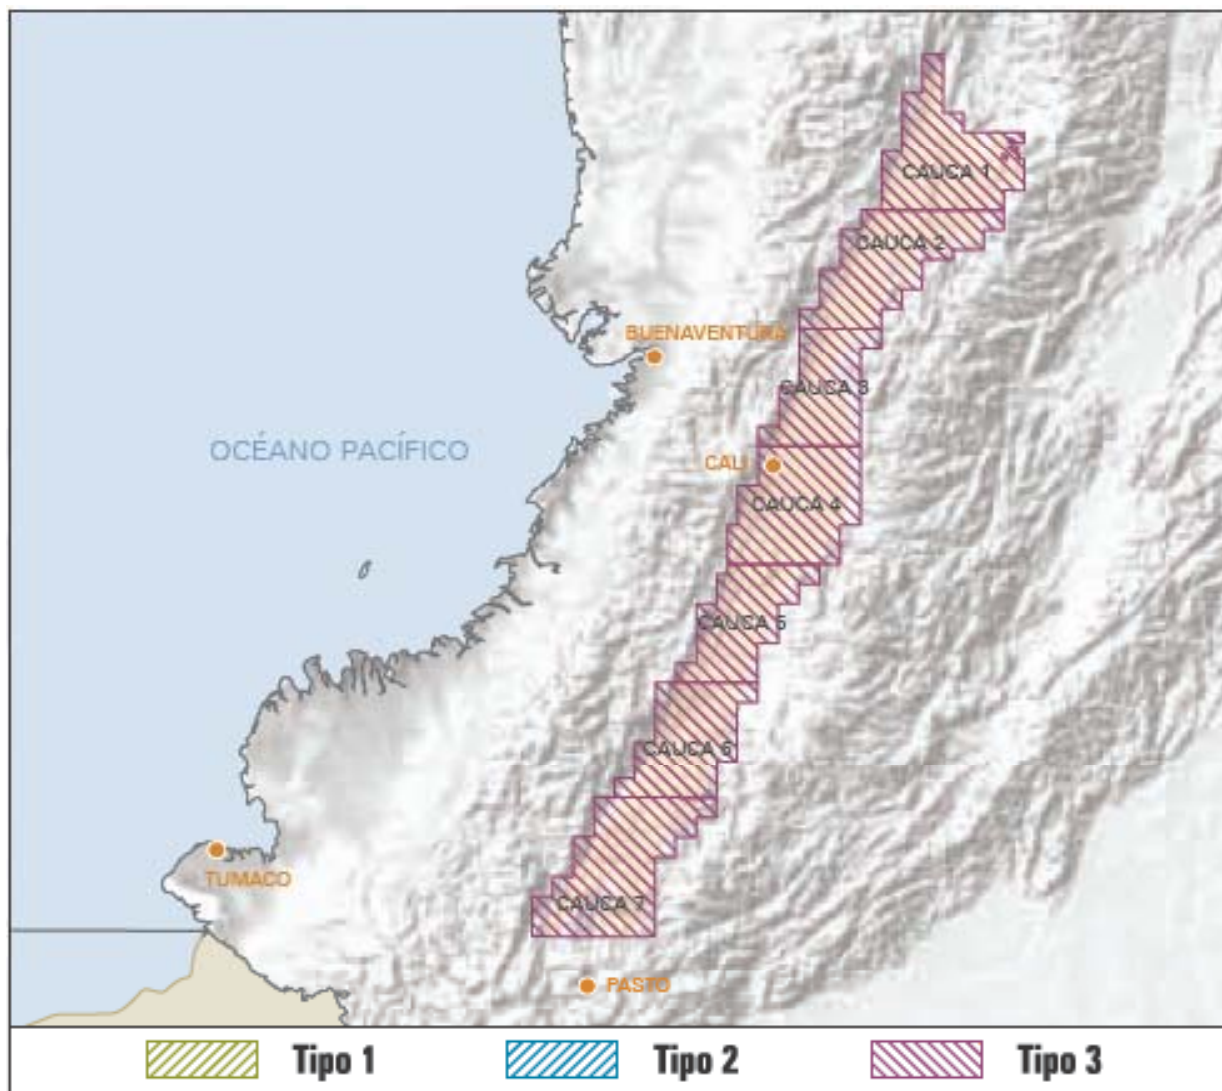 CAUCA 1
CAUCA 2
BUENAVENTURA
CAUCA 3
OCÉANO PACÍFICO
CALI
CAUCA 4
CAUCA 5
CAUCA 6
TUMACO
CAUCA 7
PASTO
Tipo 1
Tipo 2
Tipo 3